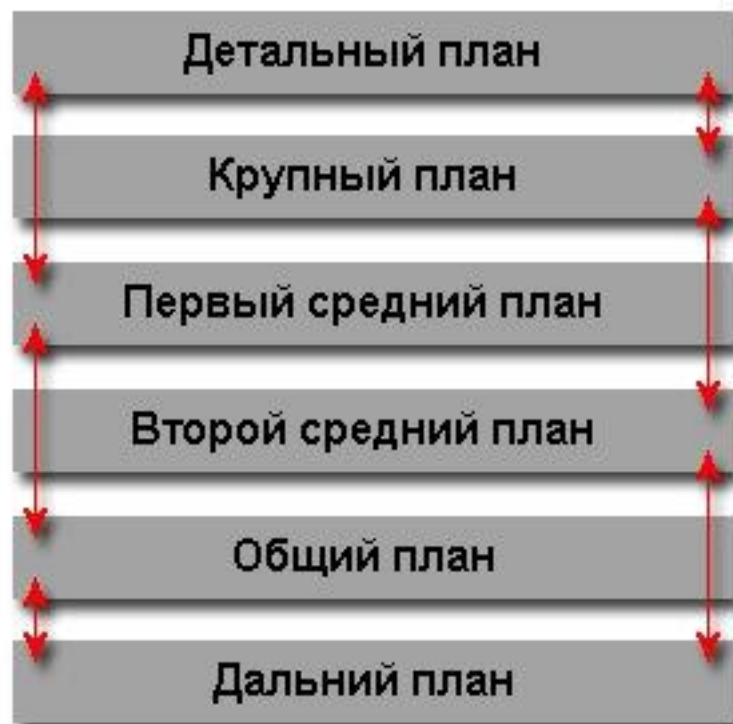 Детальный план
Крупный план
Первый средний план
Второй средний план
Общий план
Дальний план